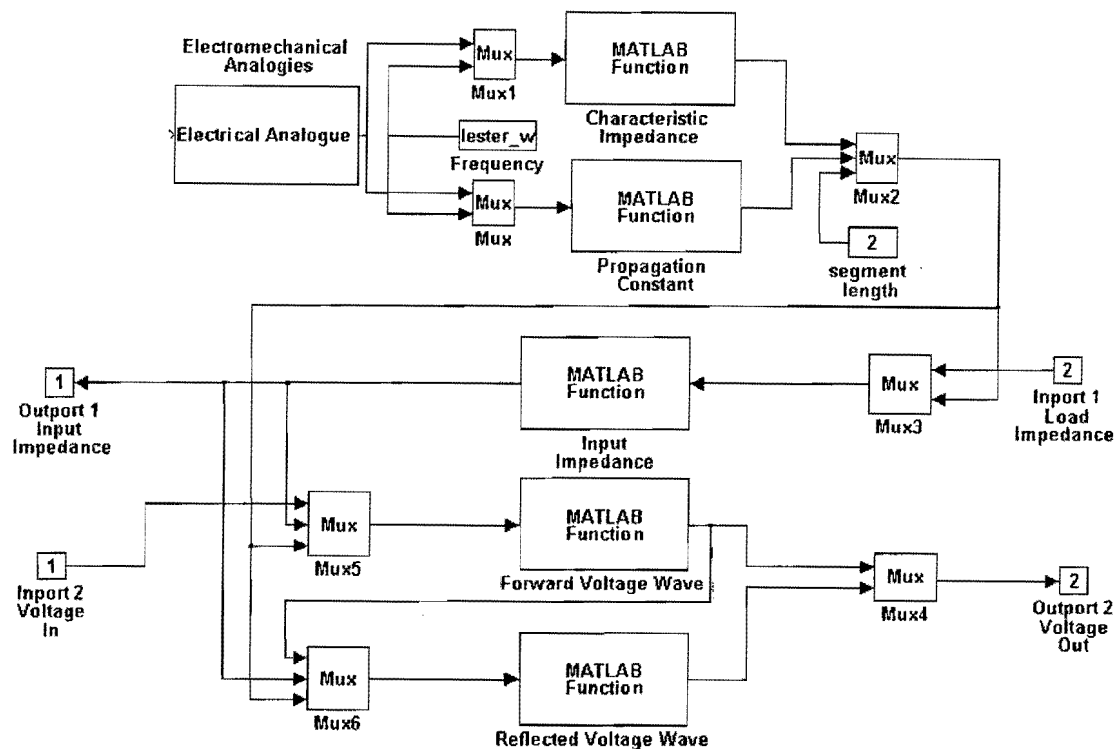 Electromechanical
Analogies
Electrical Analogue
Mux
Mux1
MATLAB
Function
Characteristic
Impedance
lester_w
Frequency
Mux
Mux
MATLAB
Function
Propagation
Constant
Mux
Mux2
2
segment
length
1
Outport 1
Input
Impedance
MATLAB
Function
Input
Impedance
Mux
Mux3
2
Inport 1
Load
Impedance
Mux
Mux5
MATLAB
Function
Forward Voltage Wave
1
Inport 2
Voltage
In
Mux
Mux4
2
Outport 2
Voltage
Out
Mux
Mux6
MATLAB
Function
Reflected Voltage Wave